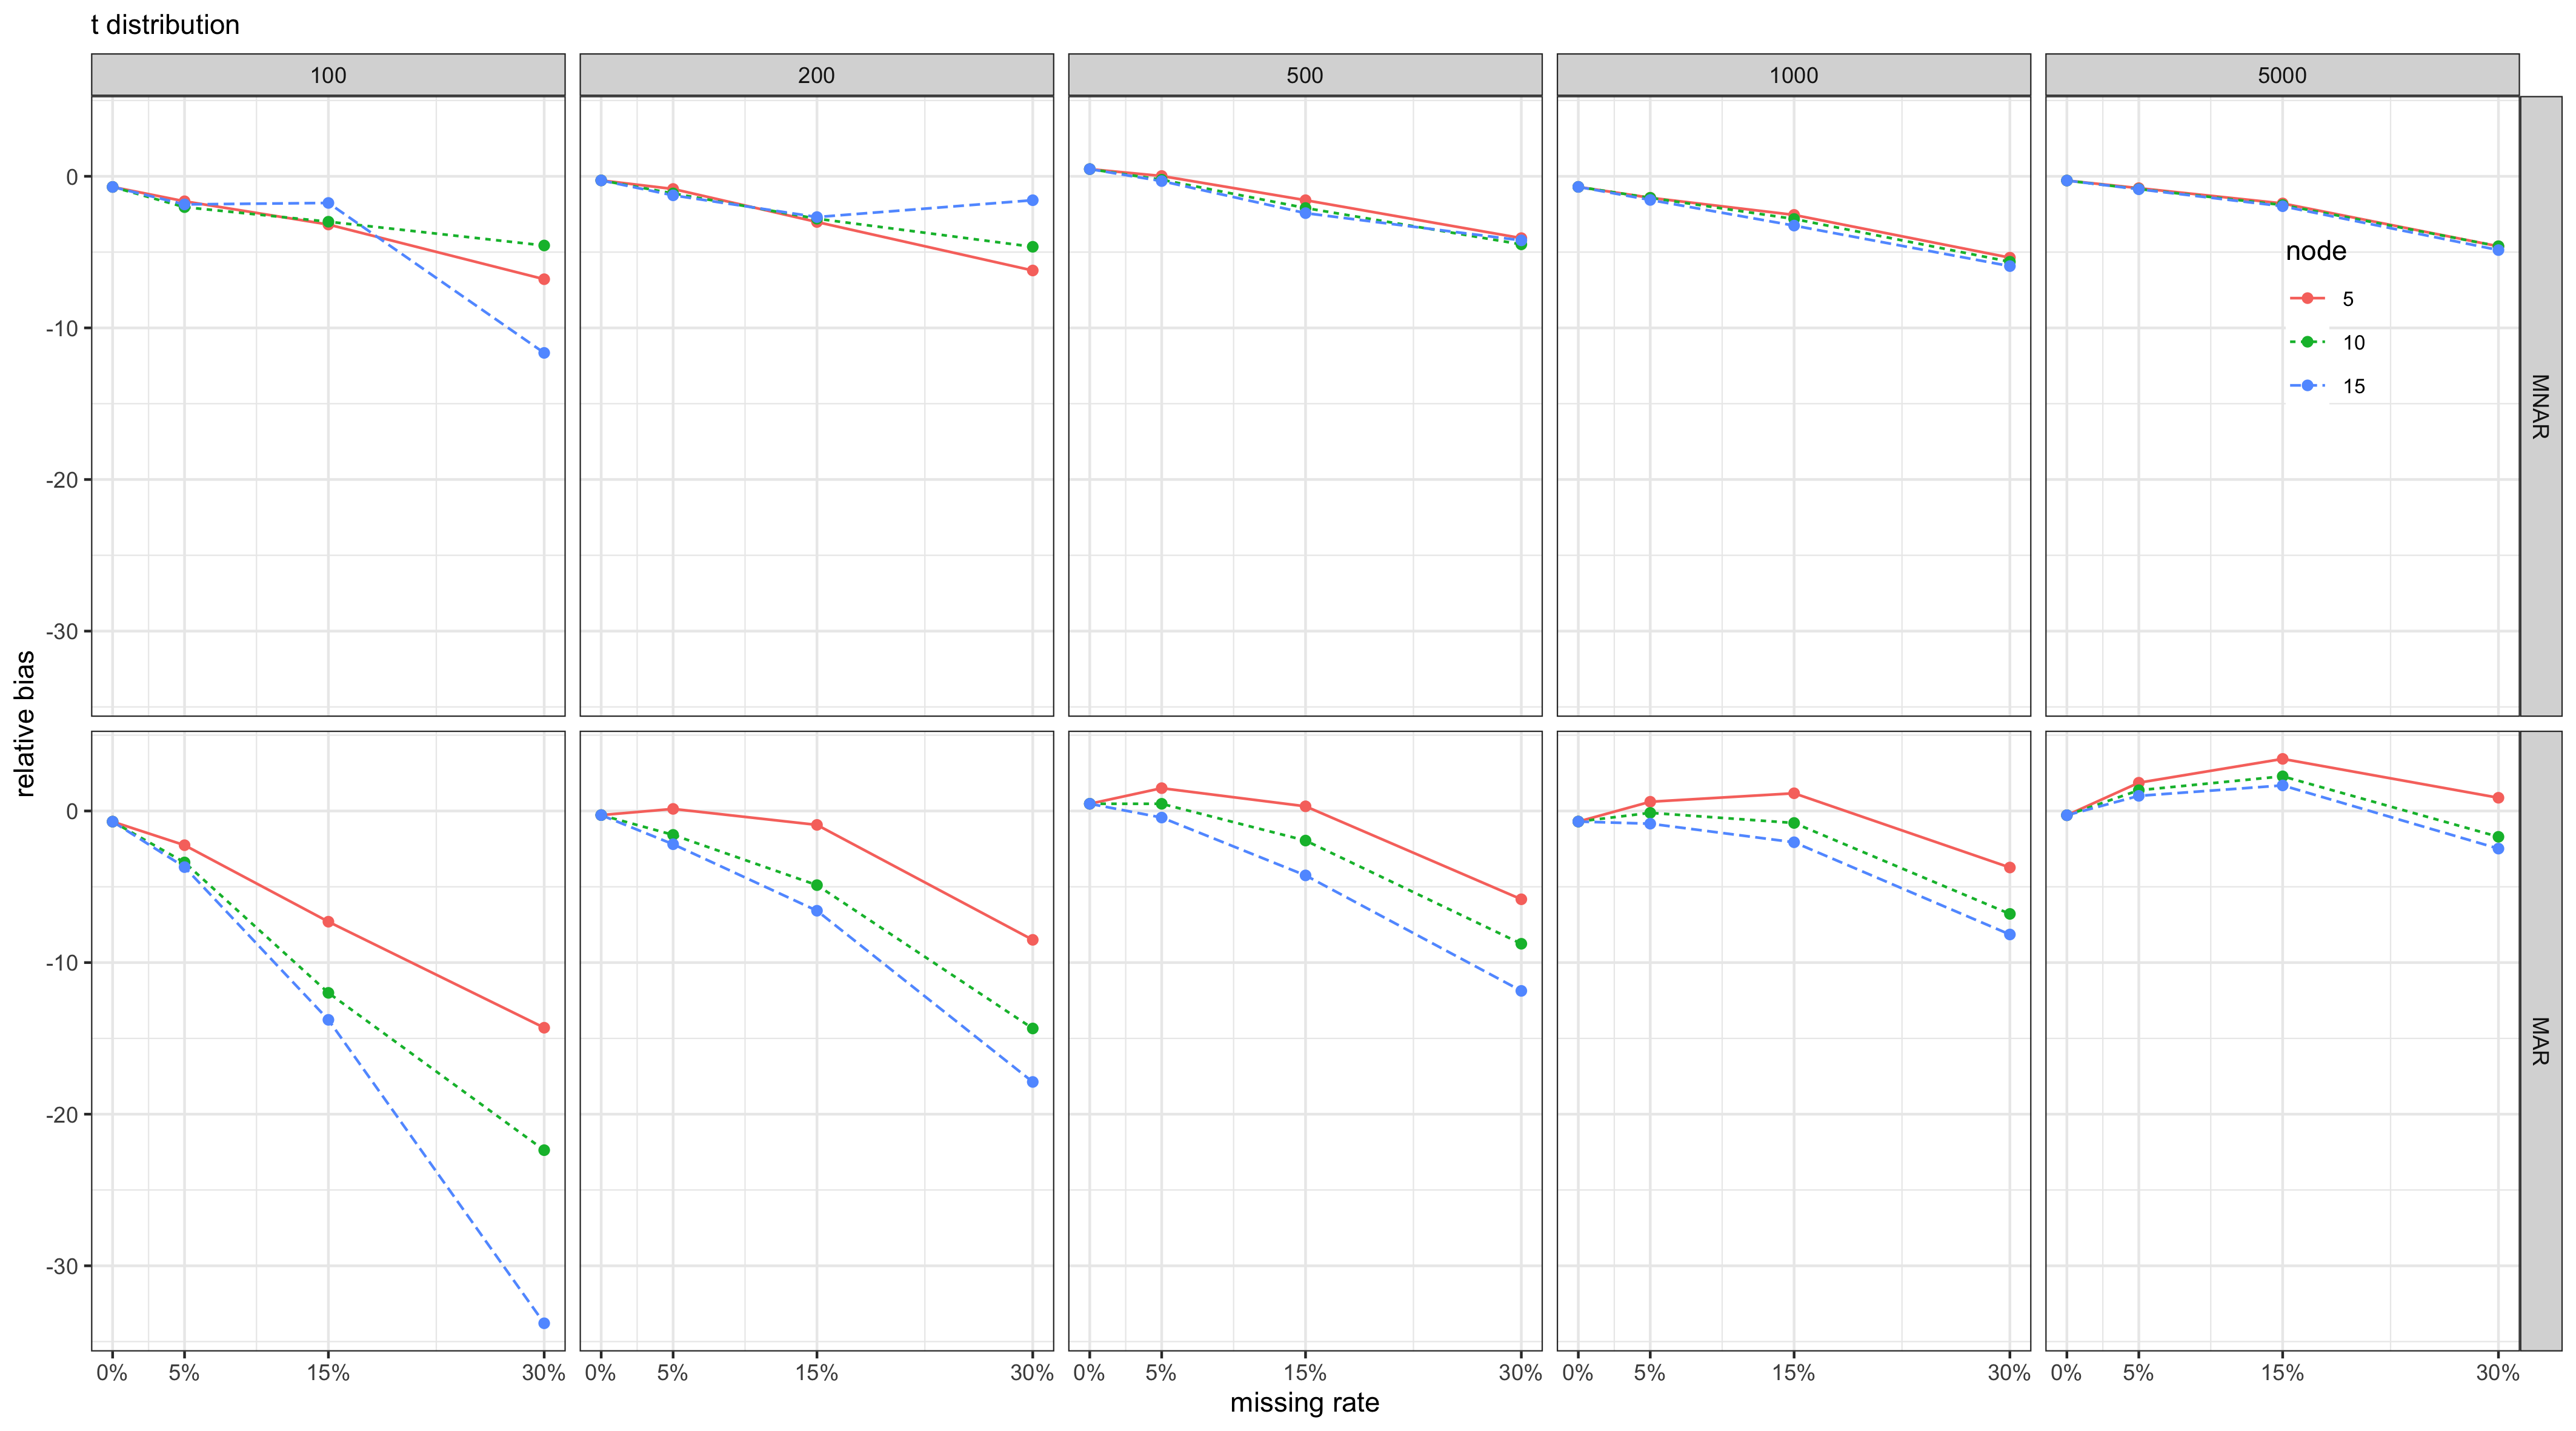 t distribution
100 200 500 1000 5000
0
-10
-20
-30
node
5
10
15
MNAR
relative bias
0
-10
-20
-30
MAR
0% 5% 15% 30% 0% 5% 15% 30% 0% 5% 15% 30% 0% 5% 15% 30% 0% 5% 15% 30%
missing rate